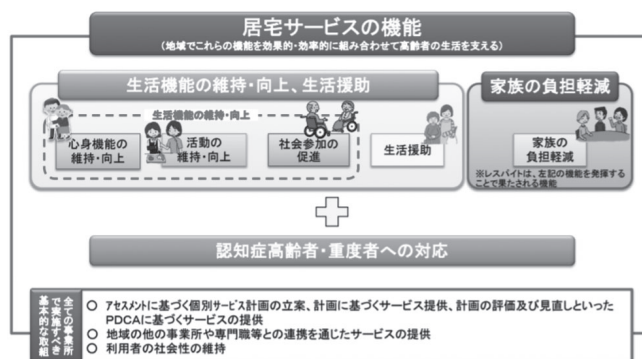 居宅サービスの機能
(地域でこれらの機能を効果的・効率的に組み合わせて高齢者の生活を支える)
生活機能の維持・向上、生活援助
生活機能の維持・向上
心身機能の
維持・向上
活動の
維持・向上
社会参加の
促進
生活援助
家族の負担軽減
家族の
負担軽減
※レスパイトは、左記の機能を発揮する
ことで果たされる機能
認知症高齢者・重度者への対応
全ての事業所
で実施すべき
基本的な取組
○ アセスメントに基づく個別サービス計画の立案、計画に基づくサービス提供、計画の評価及び見直しといった
PDCAに基づくサービスの提供
○ 地域の他の事業所や専門職等との連携を通じたサービスの提供
○ 利用者の社会性の維持